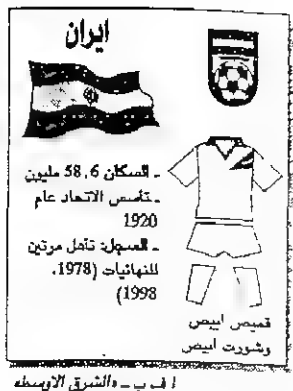 ايران
ـ السكان 58,6 مليون
ـ تأسس الاتحاد عام
1920
ـ السجل: تأهل مرتين
للنهائيات (1978،
1998)
قميص ابيض
وشورت ابيض
ا ف ب ـ «الشرق الاوسط»